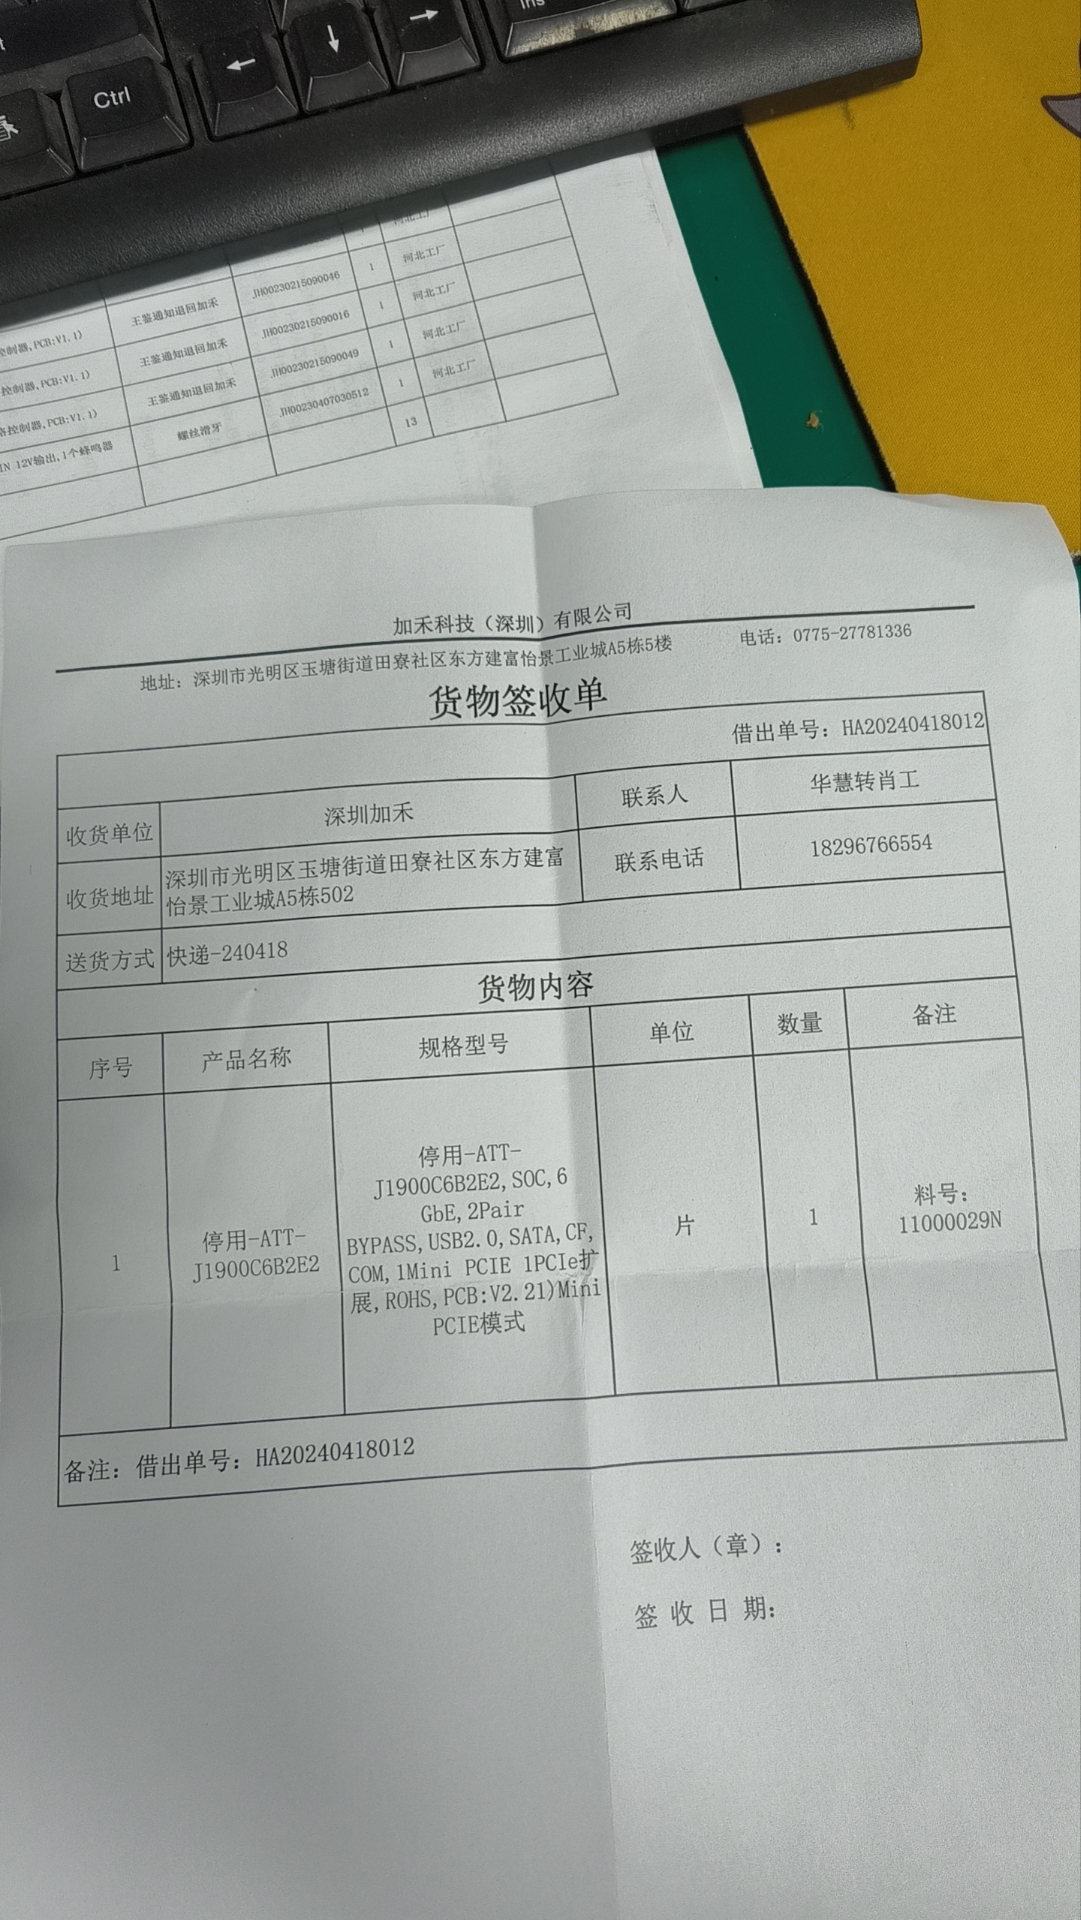 Ins
Ctrl
河北工厂
王鉴通知退回加禾 JH00230215090046 1 河北工厂
控制器,PCB:V1.1) 王鉴通知退回加禾 JH00230215090016 1 河北工厂
控制器,PCB:V1.1) 王鉴通知退回加禾 JH00230215090049 1 河北工厂
络控制器,PCB:V1.1) 螺丝滑牙 JH00230407030512 1 河北工厂
IN 12V输出,1个蜂鸣器
13
加禾科技（深圳）有限公司
地址：深圳市光明区玉塘街道田寮社区东方建富怡景工业城A5栋5楼 电话：0775-27781336
货物签收单
借出单号：HA20240418012
收货单位 深圳加禾 联系人 华慧转肖工
收货地址 深圳市光明区玉塘街道田寮社区东方建富
怡景工业城A5栋502 联系电话 18296766554
送货方式 快递-240418
货物内容
序号 产品名称 规格型号 单位 数量 备注
1
停用-ATT-
J1900C6B2E2
停用-ATT-
J1900C6B2E2,SOC,6
GbE,2Pair
BYPASS,USB2.0,SATA,CF,
COM,1Mini PCIE 1PCIe扩
展,ROHS,PCB:V2.21)Mini
PCIE模式
片
1
料号：
11000029N
备注：借出单号：HA20240418012
签收人（章）：
签 收 日 期：